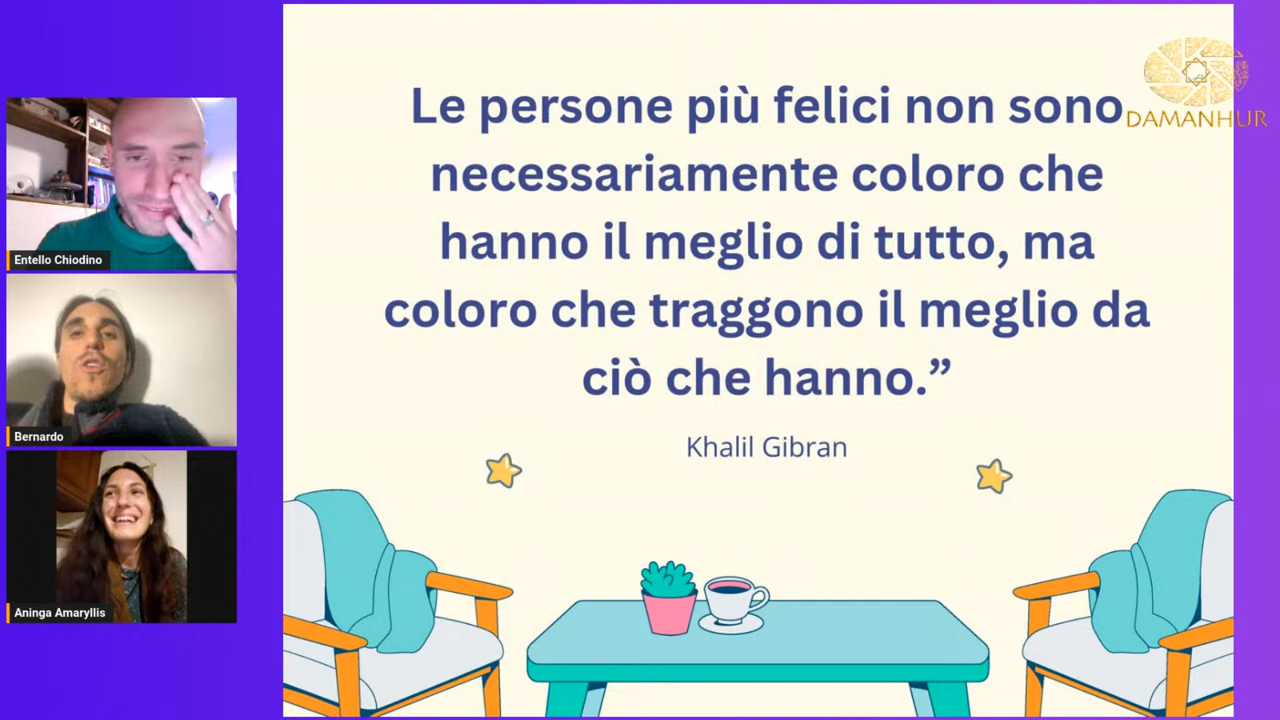 Le persone più felici non sono
necessariamente coloro che
hanno il meglio di tutto, ma
coloro che traggono il meglio da
ciò che hanno.”
Khalil Gibran
DAMANHUR
Entello Chiodino
Bernardo
Aninga Amaryllis